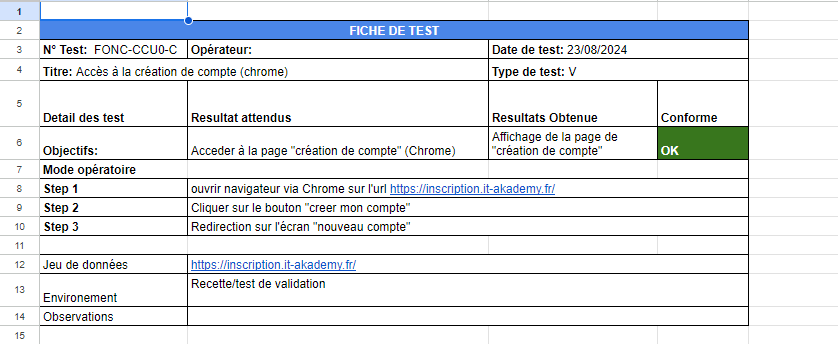 1
2 FICHE DE TEST
3 N° Test: FONC-CCU0-C Opérateur: Date de test: 23/08/2024
4 Titre: Accès à la création de compte (chrome) Type de test: V
5 Detail des test Resultat attendus Resultats Obtenue Conforme
6 Objectifs: Acceder à la page "création de compte" (Chrome) Affichage de la page de "création de compte" OK
7 Mode opératoire
8 Step 1 ouvrir navigateur via Chrome sur l'url https://inscription.it-akademy.fr/
9 Step 2 Cliquer sur le bouton "creer mon compte"
10 Step 3 Redirection sur l'écran "nouveau compte"
11
12 Jeu de données https://inscription.it-akademy.fr/
13 Environement Recette/test de validation
14 Observations
15